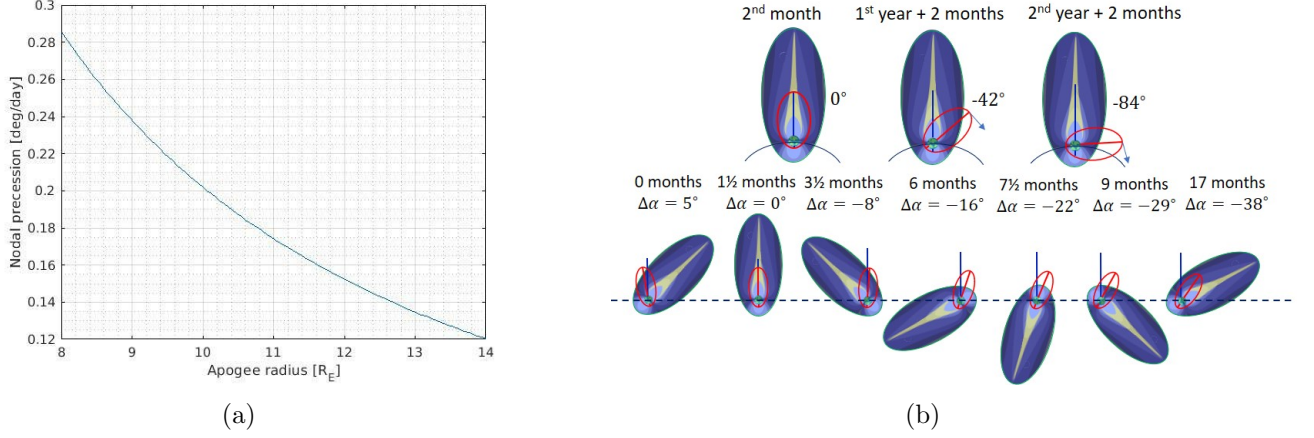 0.3
0.28
0.26
0.24
0.22
0.2
0.18
0.16
0.14
0.12
Nodal precession [deg/day]
8 9 10 11 12 13 14
Apogee radius [R_E]
(a)
2nd month 1st year + 2 months 2nd year + 2 months
0° -42° -84°
0 months 1½ months 3½ months 6 months 7½ months 9 months 17 months
Δα = 5° Δα = 0° Δα = −8° Δα = −16° Δα = −22° Δα = −29° Δα = −38°
(b)